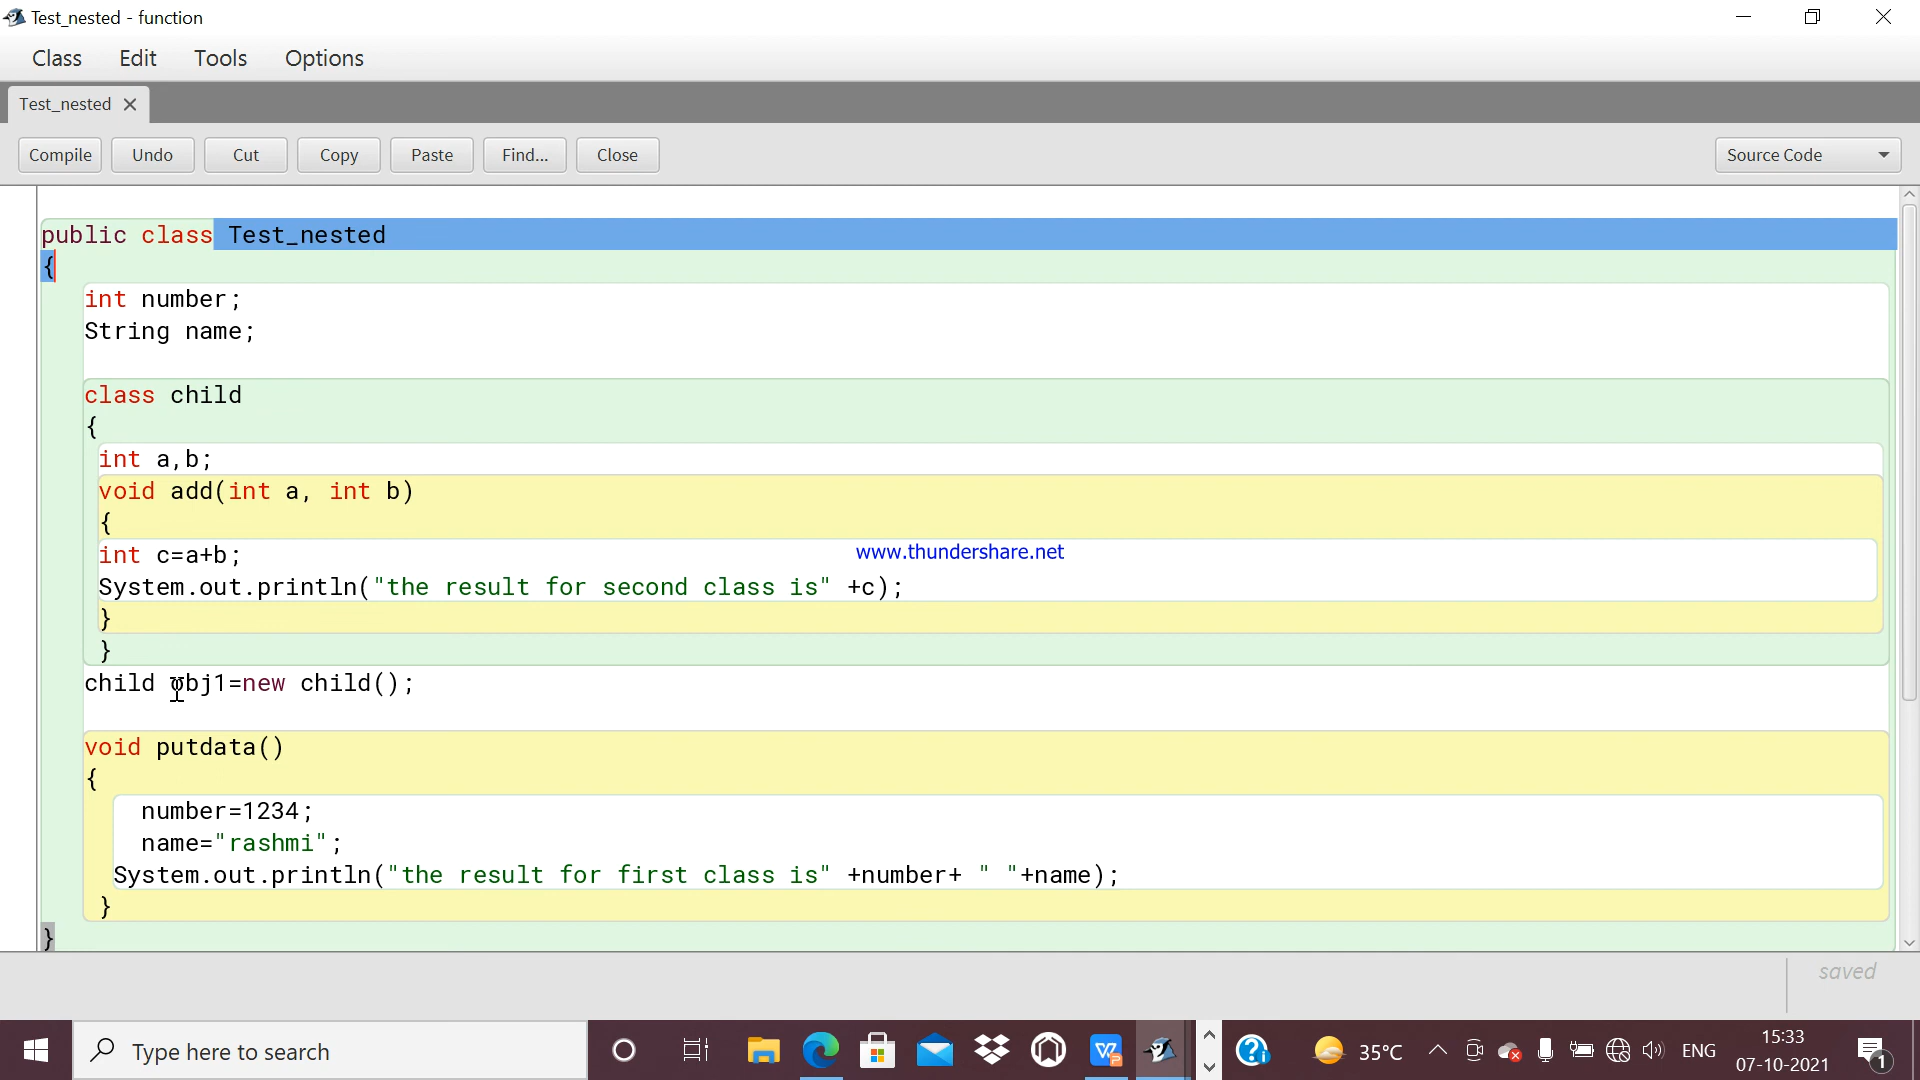 Test_nested - function
Class Edit Tools Options
Test_nested
Compile Undo Cut Copy Paste Find... Close Source Code
public class Test_nested
{
int number;
String name;
class child
{
int a,b;
void add(int a, int b)
{
int c=a+b;
www.thundershare.net
System.out.println("the result for second class is" +c);
}
}
child obj1=new child();
void putdata()
{
number=1234;
name="rashmi";
System.out.println("the result for first class is" +number+ " "+name);
}
}
saved
Type here to search
35°C
ENG
15:33
07-10-2021
1